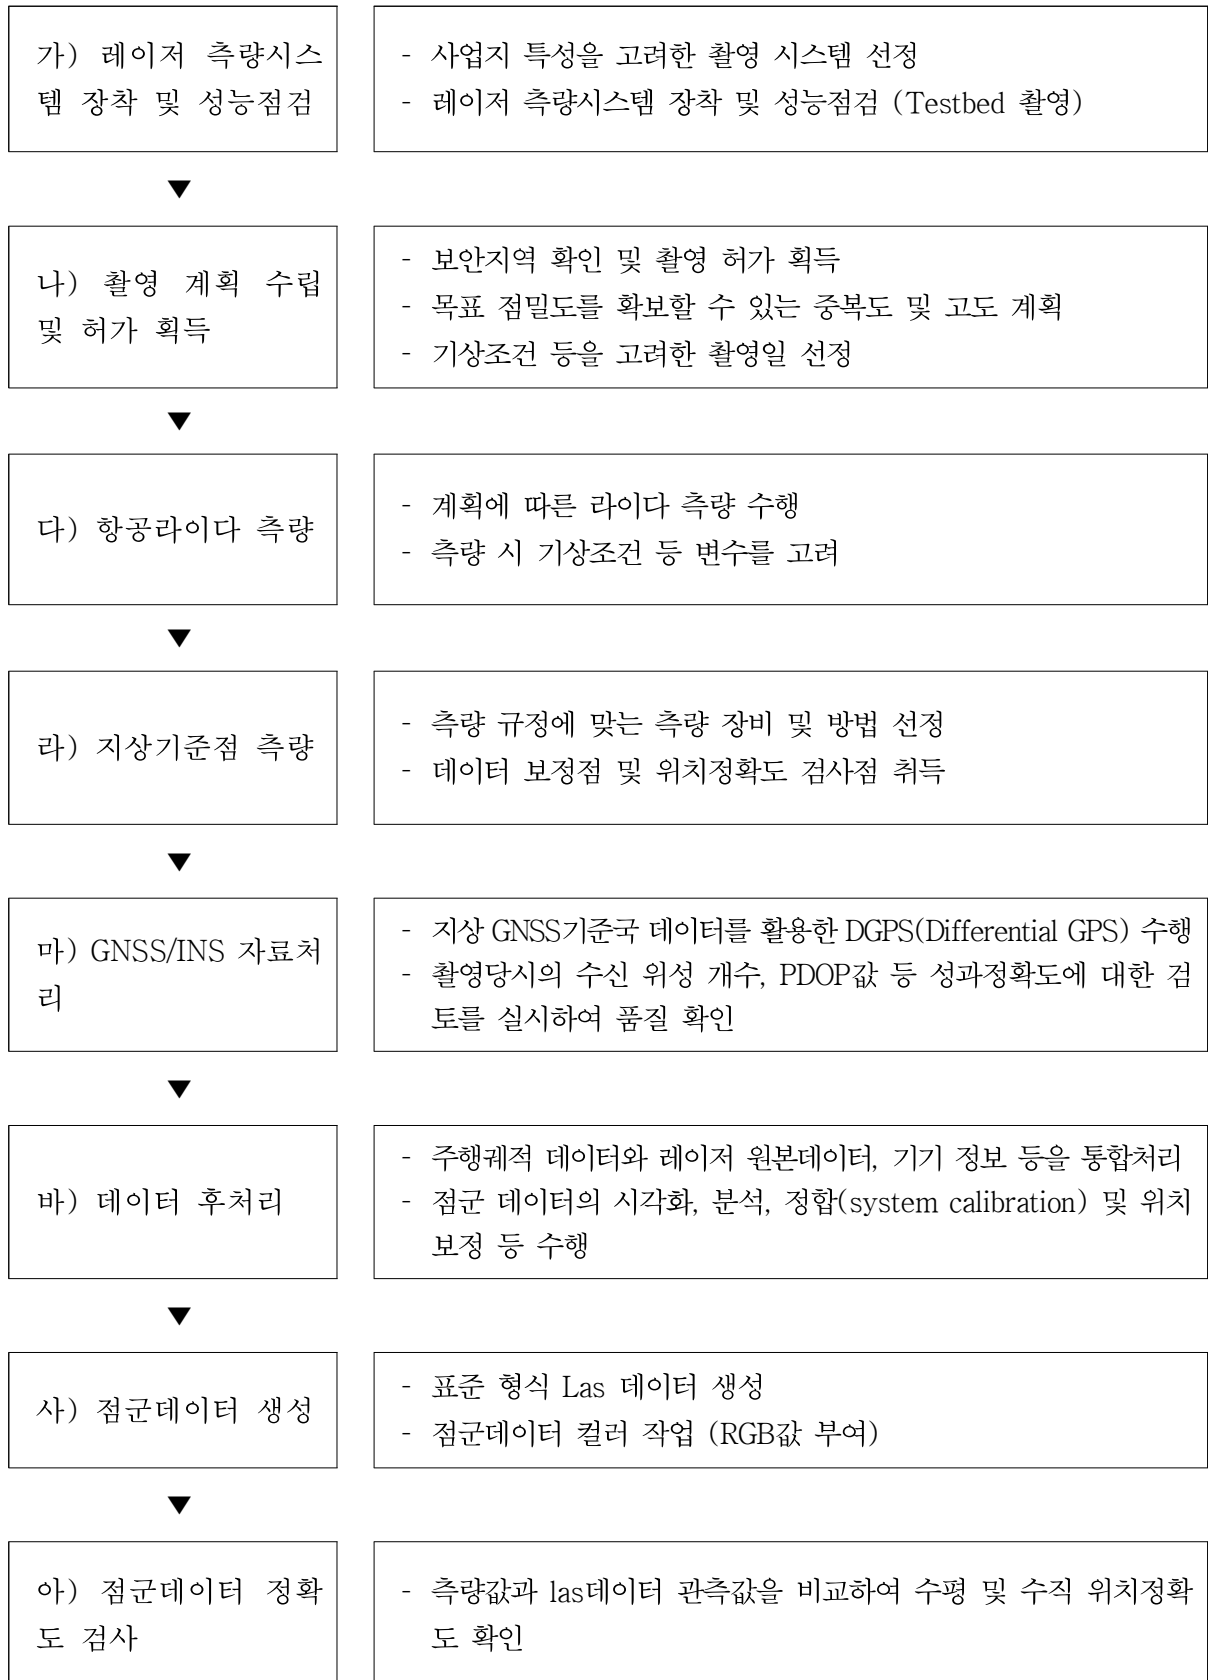 가) 레이저 측량시스
템 장착 및 성능점검
- 사업지 특성을 고려한 촬영 시스템 선정
- 레이저 측량시스템 장착 및 성능점검 (Testbed 촬영)
▼
나) 촬영 계획 수립
및 허가 획득
- 보안지역 확인 및 촬영 허가 획득
- 목표 점밀도를 확보할 수 있는 중복도 및 고도 계획
- 기상조건 등을 고려한 촬영일 선정
▼
다) 항공라이다 측량
- 계획에 따른 라이다 측량 수행
- 측량 시 기상조건 등 변수를 고려
▼
라) 지상기준점 측량
- 측량 규정에 맞는 측량 장비 및 방법 선정
- 데이터 보정점 및 위치정확도 검사점 취득
▼
마) GNSS/INS 자료처
리
- 지상 GNSS기준국 데이터를 활용한 DGPS(Differential GPS) 수행
- 촬영당시의 수신 위성 개수, PDOP값 등 성과정확도에 대한 검
토를 실시하여 품질 확인
▼
바) 데이터 후처리
- 주행궤적 데이터와 레이저 원본데이터, 기기 정보 등을 통합처리
- 점군 데이터의 시각화, 분석, 정합(system calibration) 및 위치
보정 등 수행
▼
사) 점군데이터 생성
- 표준 형식 Las 데이터 생성
- 점군데이터 컬러 작업 (RGB값 부여)
▼
아) 점군데이터 정확
도 검사
- 측량값과 las데이터 관측값을 비교하여 수평 및 수직 위치정확
도 확인